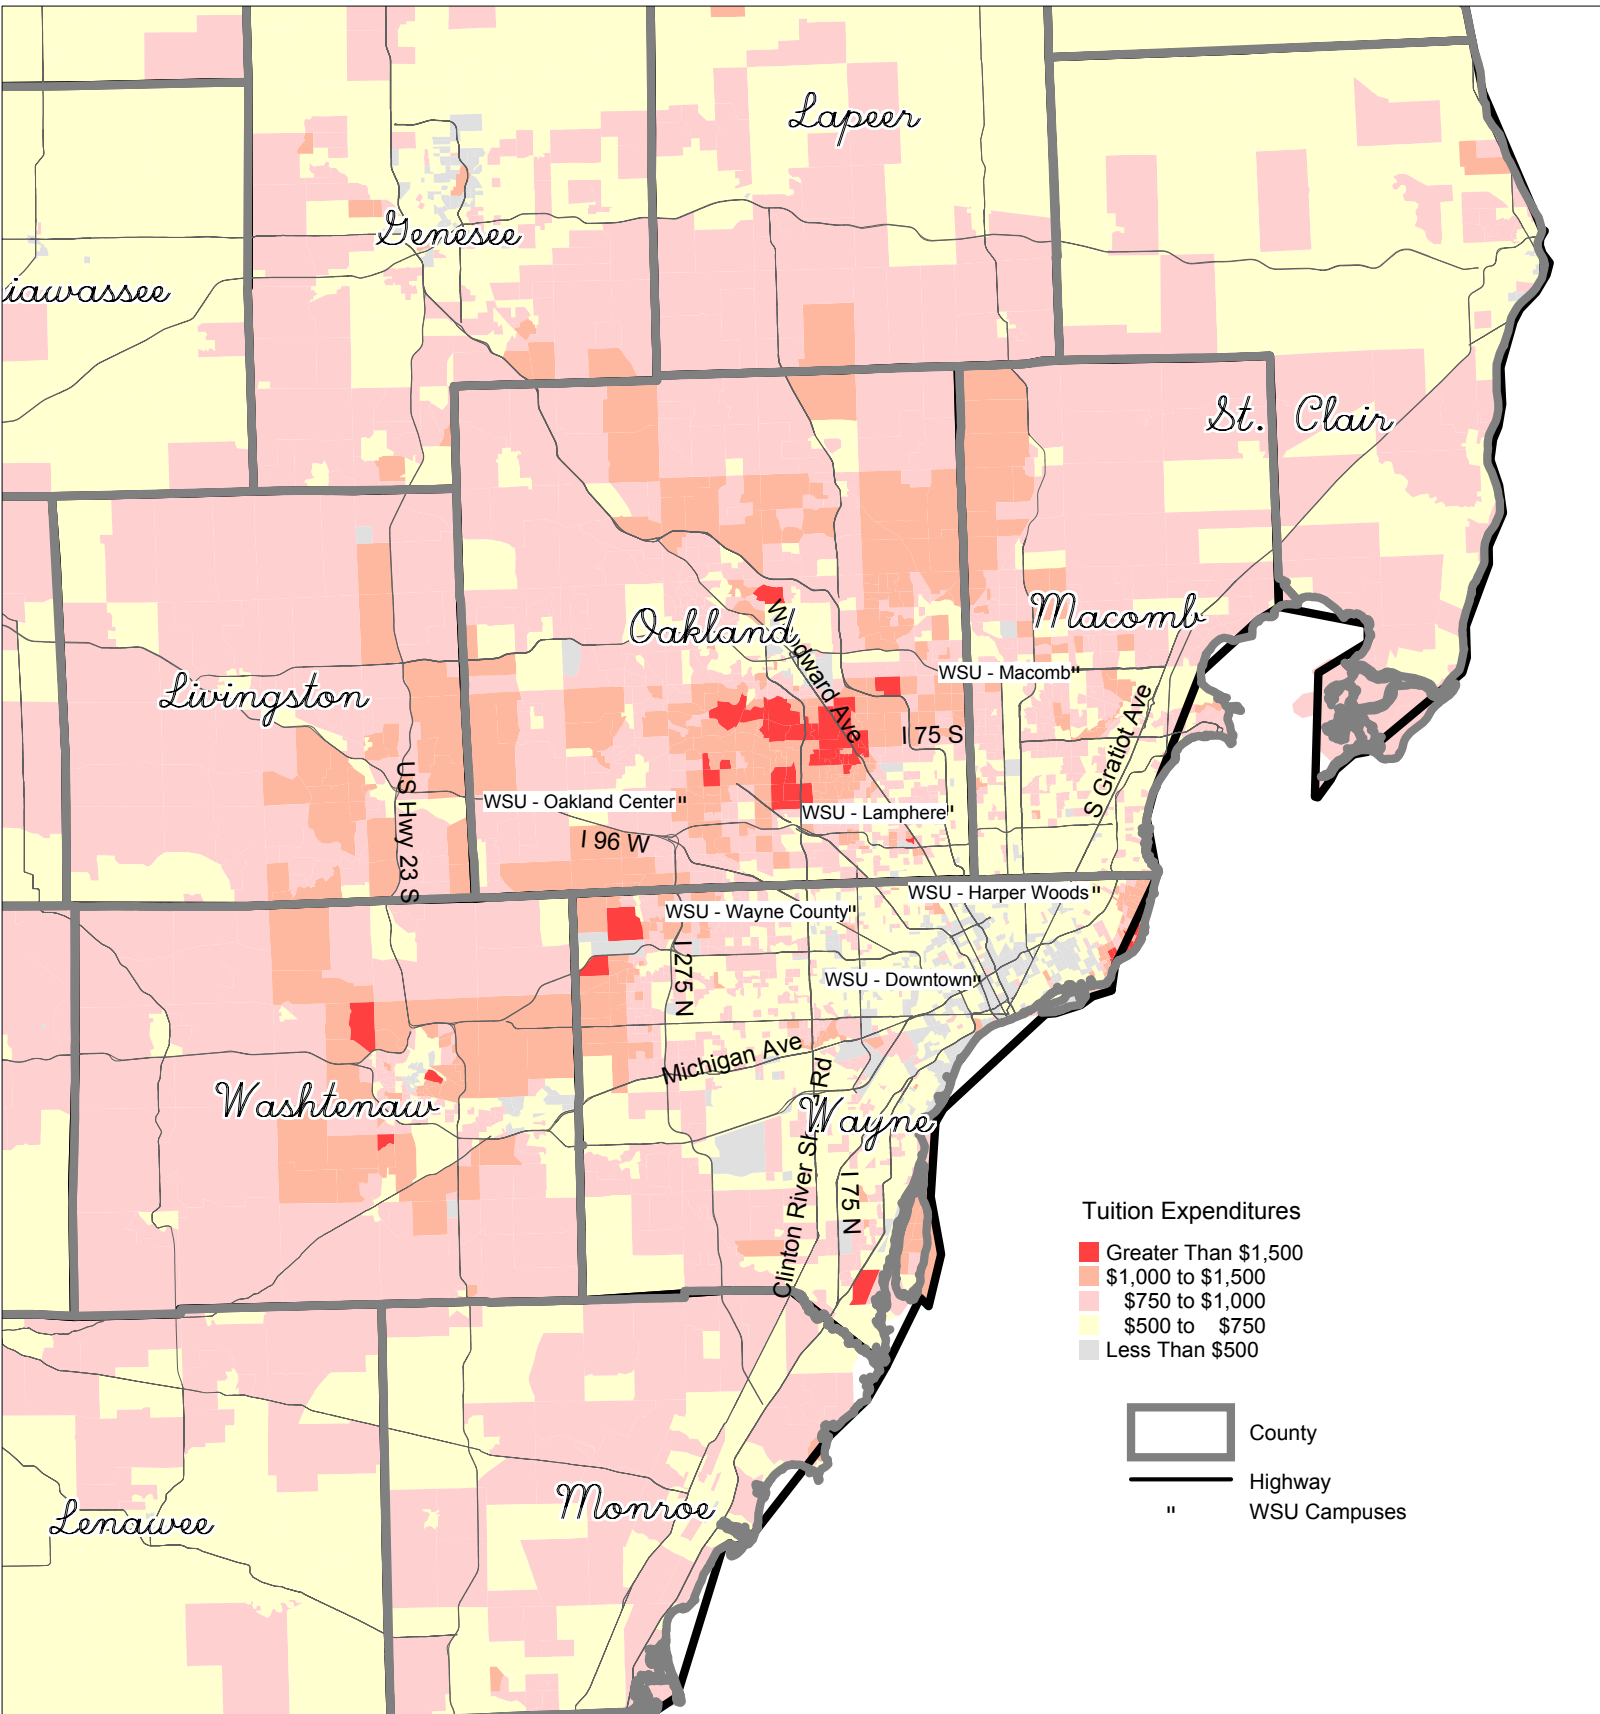 Lapeer
Genesee
iawassee
St. Clair
Oakland
Woodward Ave
Macomb
Livingston
WSU - Macomb"
I 75 S
S Gratiot Ave
US Hwy 23 S
WSU - Oakland Center"
WSU - Lamphere"
I 96 W
WSU - Harper Woods"
WSU - Wayne County"
I 275 N
WSU - Downtown"
Michigan Ave
Washtenaw
Wayne
Clinton River Rd
I 75 N
Tuition Expenditures
Greater Than $1,500
$1,000 to $1,500
$750 to $1,000
$500 to $750
Less Than $500
County
Highway
" WSU Campuses
Monroe
Lenawee